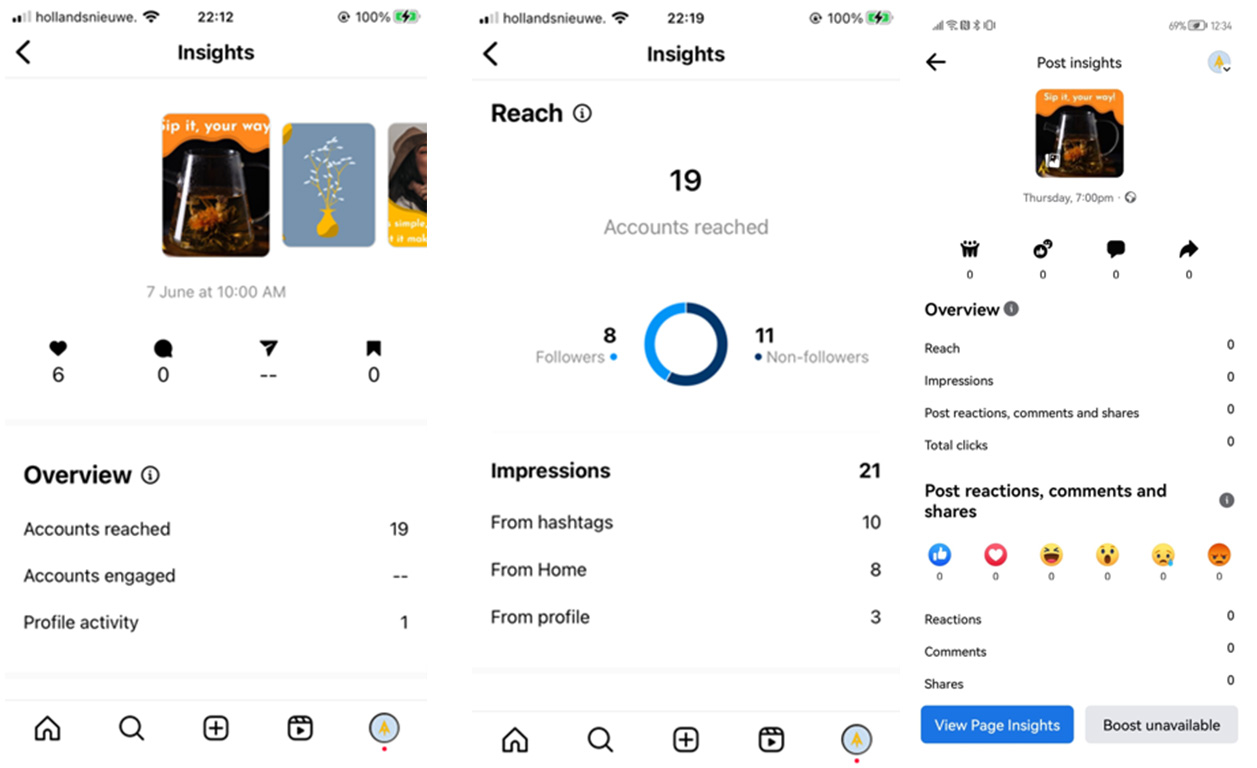 hollandsnieuwe. 22:12 100%
Insights
Sip it, your way
s simple,
t it mak
7 June at 10:00 AM
6 0 -- 0
Overview
Accounts reached 19
Accounts engaged --
Profile activity 1
hollandsnieuwe. 22:19 100%
Insights
Reach
19
Accounts reached
8 11
Followers Non-followers
Impressions 21
From hashtags 10
From Home 8
From profile 3
69% 12:34
Post insights
Sip it, your way!
Thursday, 7:00pm ·
0 0 0 0
Overview
Reach 0
Impressions 0
Post reactions, comments and shares 0
Total clicks 0
Post reactions, comments and
shares
0 0 0 0 0 0
Reactions 0
Comments 0
Shares 0
View Page Insights Boost unavailable